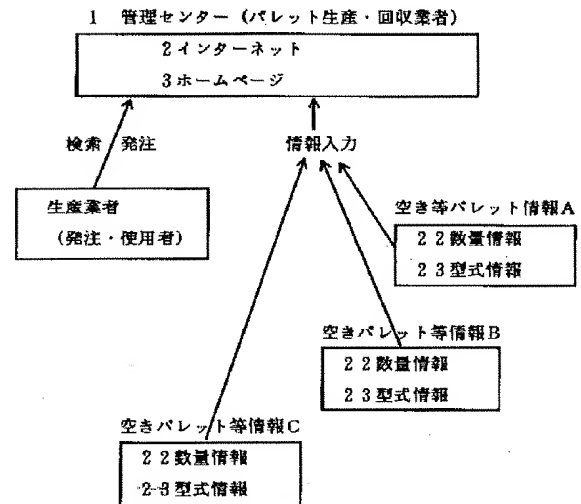 1 管理センター（パレット生産・回収業者）
2インターネット
3ホームページ
検索 発注
情報入力
生産業者
（発注・使用者）
空き等パレット情報A
22数量情報
23型式情報
空きパレット等情報B
22数量情報
23型式情報
空きパレット等情報C
22数量情報
23型式情報